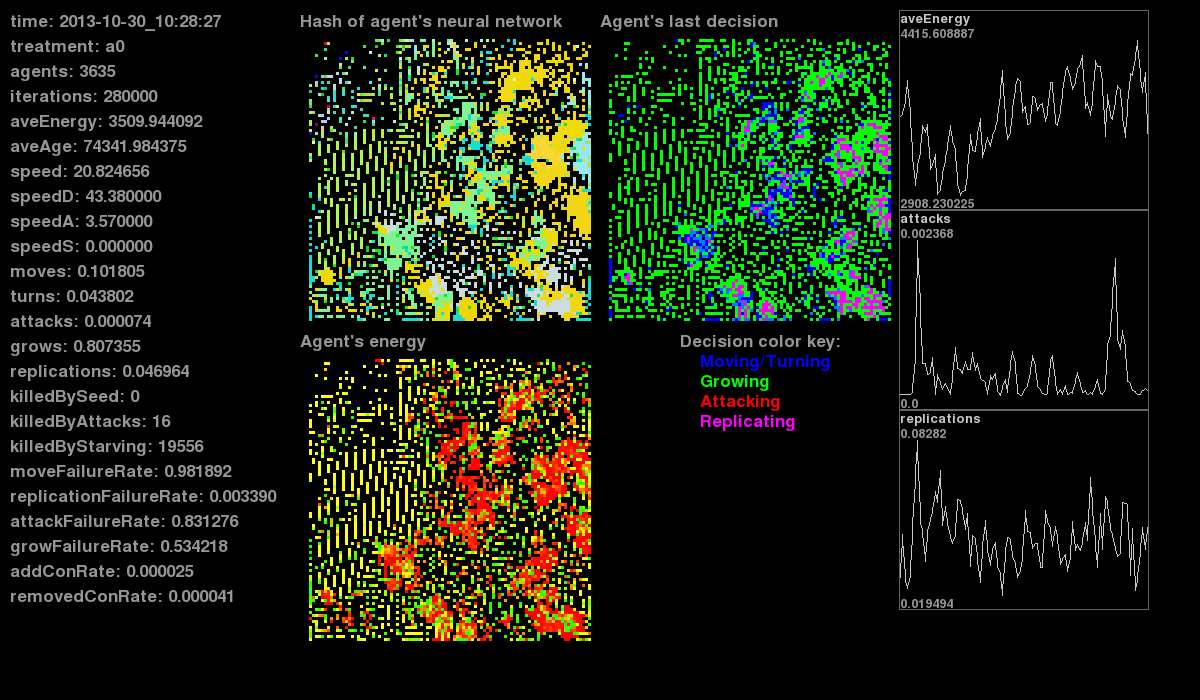 time: 2013-10-30_10:28:27
treatment: a0
agents: 3635
iterations: 280000
aveEnergy: 3509.944092
aveAge: 74341.984375
speed: 20.824656
speedD: 43.380000
speedA: 3.570000
speedS: 0.000000
moves: 0.101805
turns: 0.043802
attacks: 0.000074
grows: 0.807355
replications: 0.046964
killedBySeed: 0
killedByAttacks: 16
killedByStarving: 19556
moveFailureRate: 0.981892
replicationFailureRate: 0.003390
attackFailureRate: 0.831276
growFailureRate: 0.534218
addConRate: 0.000025
removedConRate: 0.000041
Hash of agent's neural network
Agent's last decision
Agent's energy
Decision color key:
Moving/Turning
Growing
Attacking
Replicating
aveEnergy
4415.608887
2908.230225
attacks
0.002368
0.0
replications
0.08282
0.019494